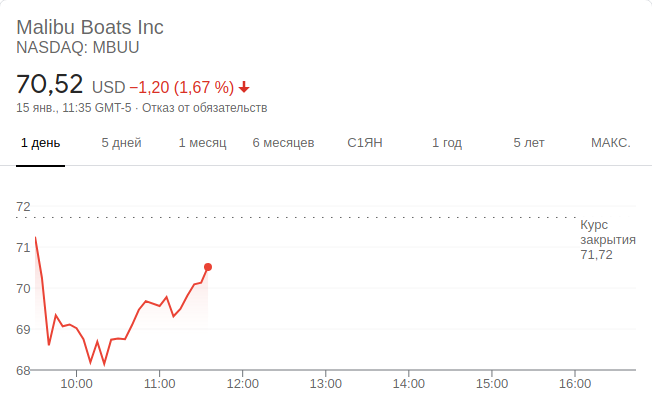 Malibu Boats Inc
NASDAQ: MBUU
70,52 USD −1,20 (1,67 %)
15 янв., 11:35 GMT-5 · Отказ от обязательств
1 день 5 дней 1 месяц 6 месяцев С1ЯН 1 год 5 лет МАКС.
72
Курс
закрытия
71,72
71
70
69
68
10:00 11:00 12:00 13:00 14:00 15:00 16:00